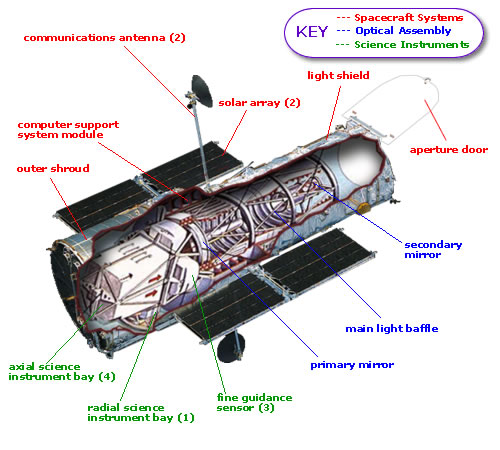 KEY
--- Spacecraft Systems
--- Optical Assembly
--- Science Instruments
communications antenna (2)
light shield
solar array (2)
computer support
system module
aperture door
outer shroud
secondary
mirror
main light baffle
primary mirror
axial science
instrument bay (4)
fine guidance
sensor (3)
radial science
instrument bay (1)